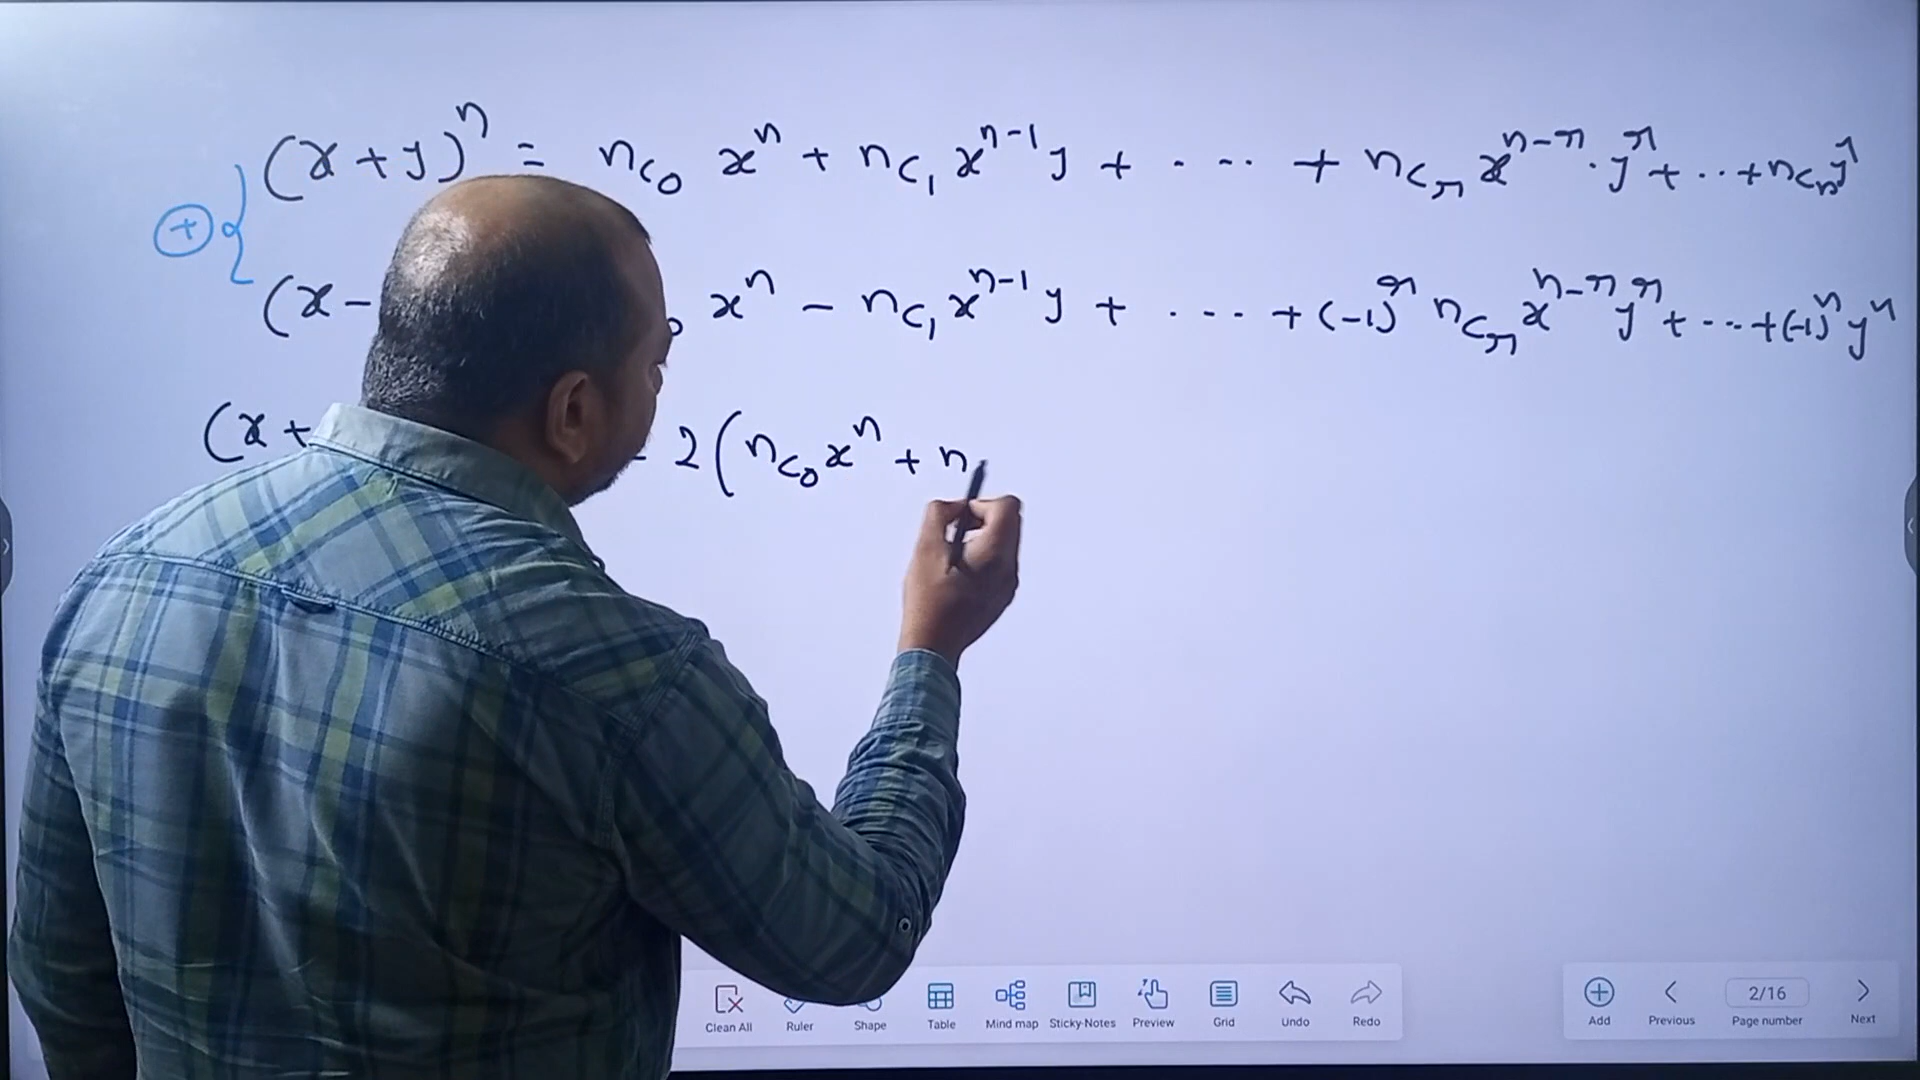 (x+y)^n = nC0 x^n + nC1 x^(n-1) y + · ·· + nCr x^(n-r) · y^r + ·· + nCn y^n
+
(x- 0 x^n - nC1 x^(n-1) y + · - - · + (-1)^r nCr x^(n-r) y^r + ··· + (-1)^n y^n
(x+ 2(nC0 x^n + n
Clean All Ruler Shape Table Mind map Sticky-Notes Preview Grid Undo Redo
Add Previous 2/16 Page number Next